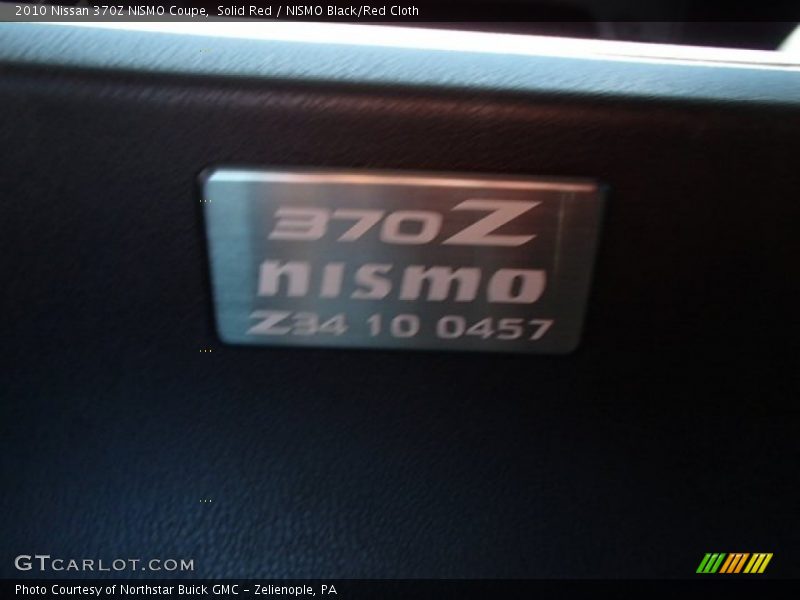 2010 Nissan 370Z NISMO Coupe, Solid Red / NISMO Black/Red Cloth
370Z
nismo
Z34 10 0457
GTCARLOT.COM
Photo Courtesy of Northstar Buick GMC - Zelienople, PA